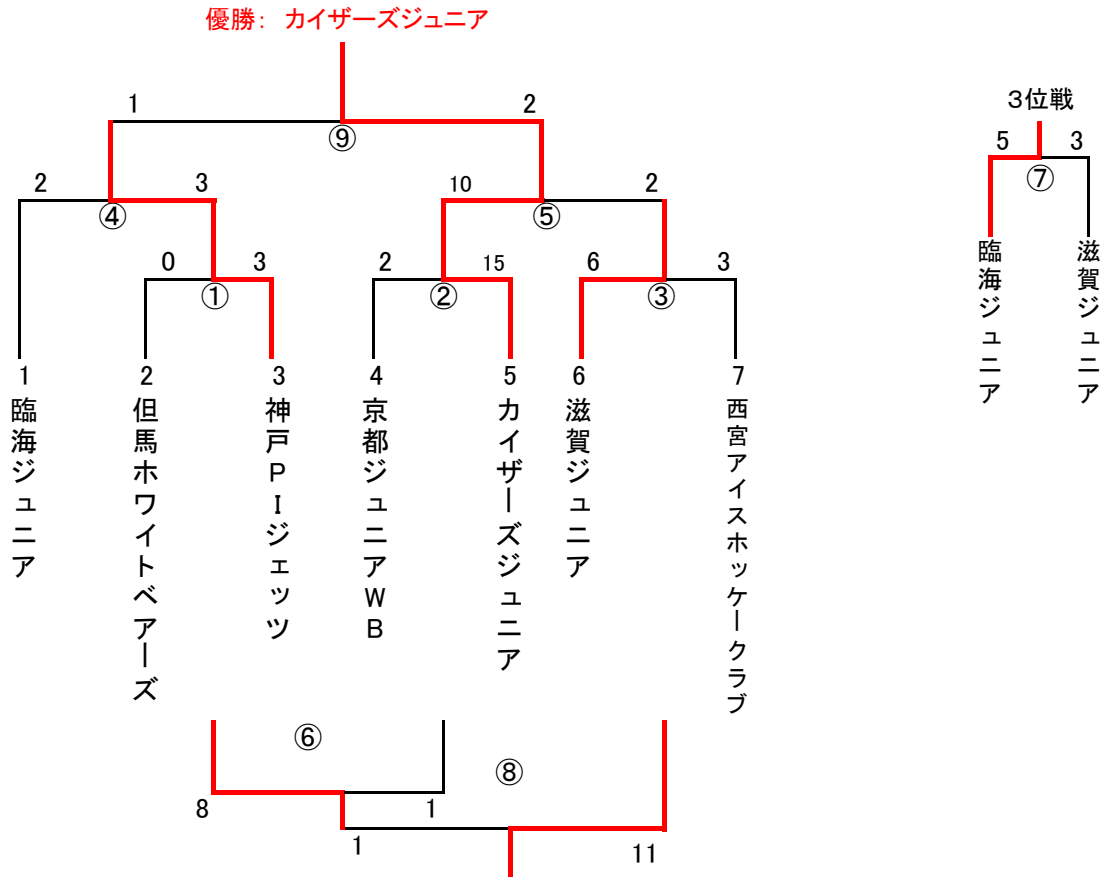 優勝： カイザーズジュニア
1 2
⑨
3位戦
5 3
⑦
2 3 10 2
④ ⑤
0 3 2 15 6 3
① ② ③
臨海ジュニア
滋賀ジュニア
1 2 3 4 5 6 7
臨海ジュニア
但馬ホワイトベアーズ
神戸PIジェッツ
京都ジュニアWB
カイザーズジュニア
滋賀ジュニア
西宮アイスホッケークラブ
⑥
⑧
8 1
1 11